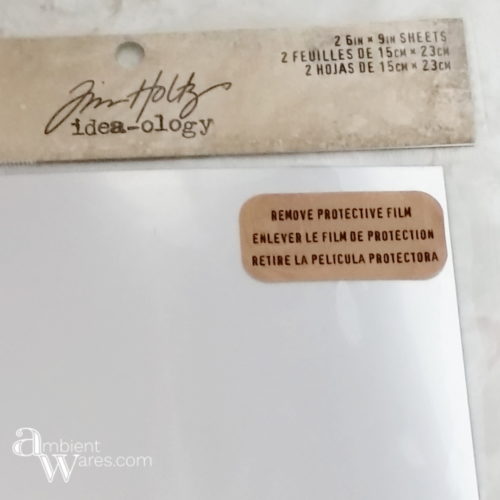 2 6IN × 9IN SHEETS
2 FEUILLES DE 15CM × 23CM
2 HOJAS DE 15CM × 23CM
Tim Holtz
idea-ology
REMOVE PROTECTIVE FILM
ENLEVER LE FILM DE PROTECTION
RETIRE LA PELICULA PROTECTORA
ambient
Wares.com